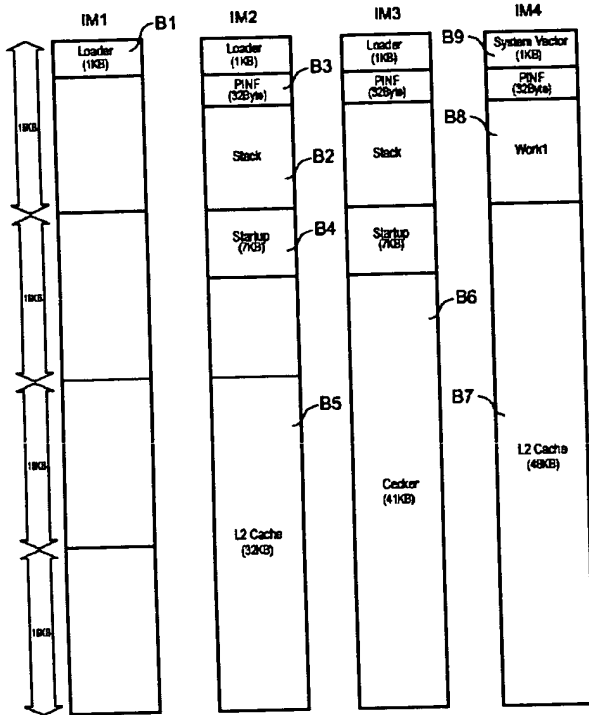 IM1
IM2
IM3
IM4
B1
Loader
(1KB)
16KB
16KB
16KB
16KB
Loader
(1KB)
PINF
(32Byte)
B3
Stack
B2
Startup
(7KB)
B4
B5
L2 Cache
(32KB)
Loader
(1KB)
PINF
(32Byte)
Stack
Startup
(7KB)
B6
Cecker
(41KB)
B9
System Vector
(1KB)
PINF
(32Byte)
B8
Work1
B7
L2 Cache
(48KB)